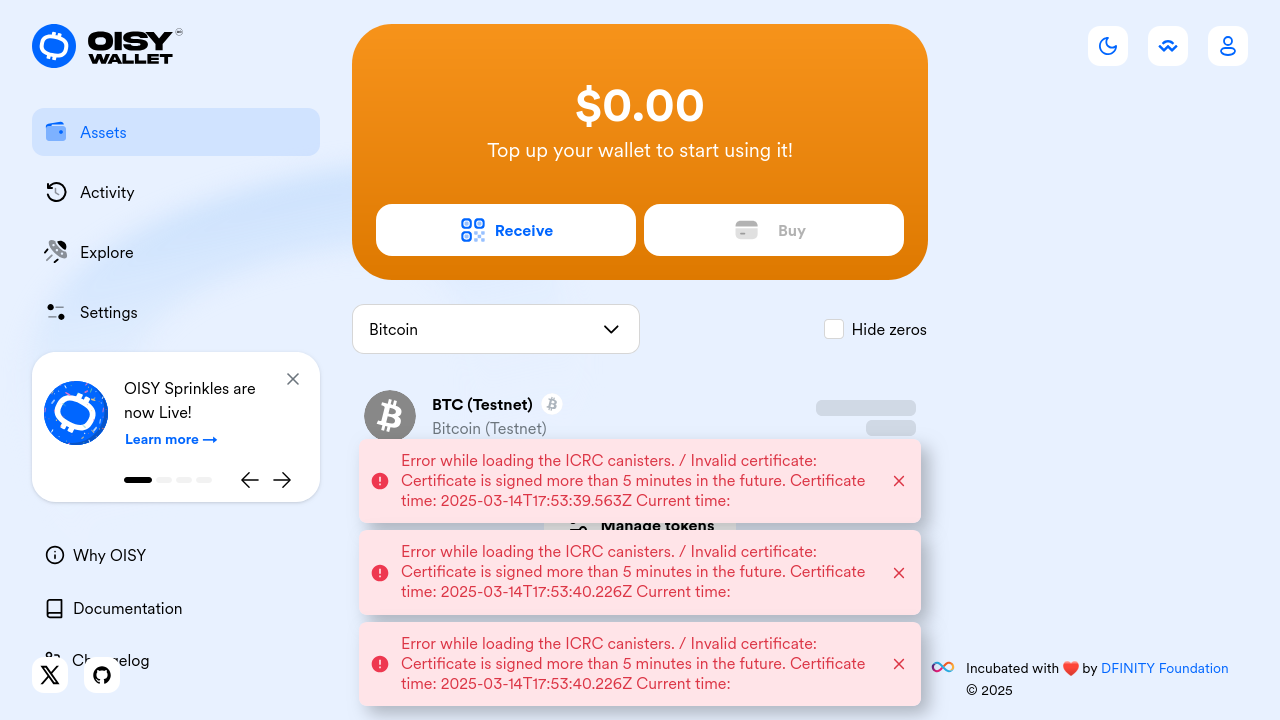 OISY
WALLET
Assets
Activity
Explore
Settings
OISY Sprinkles are
now Live!
Learn more →
Why OISY
Documentation
$0.00
Top up your wallet to start using it!
Receive
Buy
Bitcoin
Hide zeros
BTC (Testnet)
Bitcoin (Testnet)
Error while loading the ICRC canisters. / Invalid certificate:
Certificate is signed more than 5 minutes in the future. Certificate
time: 2025-03-14T17:53:39.563Z Current time:
Manage tokens
Error while loading the ICRC canisters. / Invalid certificate:
Certificate is signed more than 5 minutes in the future. Certificate
time: 2025-03-14T17:53:40.226Z Current time:
Error while loading the ICRC canisters. / Invalid certificate:
Certificate is signed more than 5 minutes in the future. Certificate
time: 2025-03-14T17:53:40.226Z Current time:
Incubated with ❤️ by DFINITY Foundation
© 2025